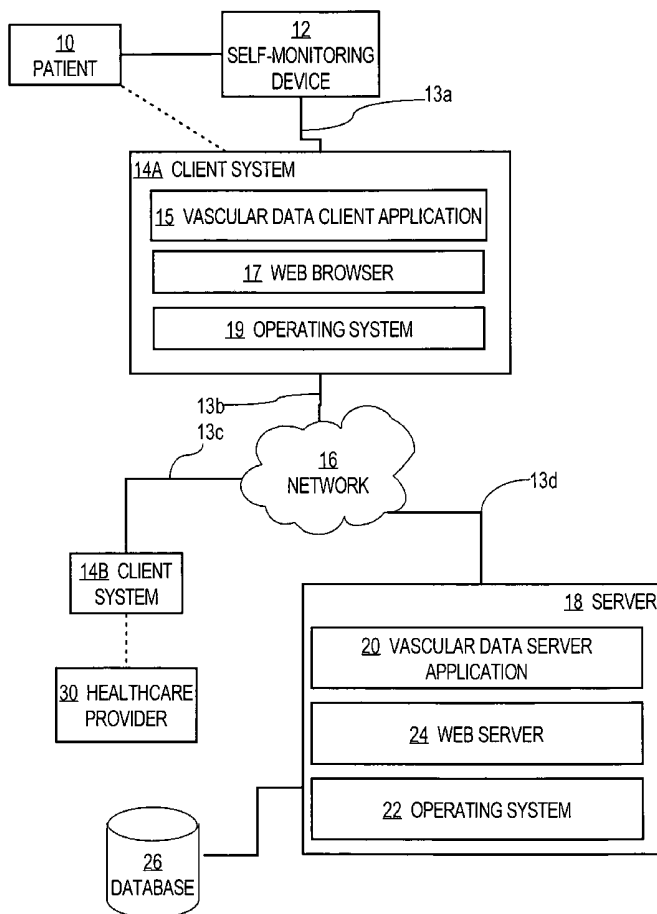 10
PATIENT
12
SELF-MONITORING
DEVICE
13a
14A CLIENT SYSTEM
15 VASCULAR DATA CLIENT APPLICATION
17 WEB BROWSER
19 OPERATING SYSTEM
13b
13c
16
NETWORK
13d
14B CLIENT
SYSTEM
18 SERVER
20 VASCULAR DATA SERVER
APPLICATION
30 HEALTHCARE
PROVIDER
24 WEB SERVER
22 OPERATING SYSTEM
26
DATABASE